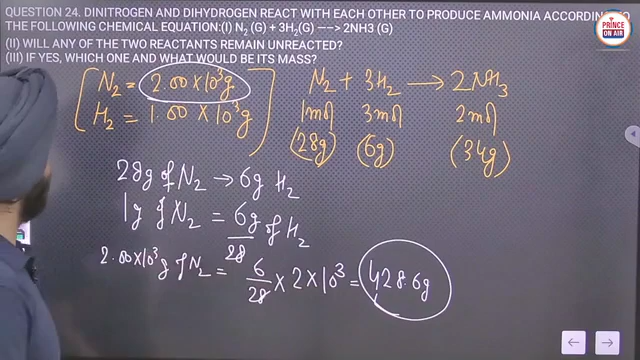 QUESTION 24. DINITROGEN AND DIHYDROGEN REACT WITH EACH OTHER TO PRODUCE AMMONIA ACCORDING TO
THE FOLLOWING CHEMICAL EQUATION:(I) N2 (G) + 3H2(G) ---> 2NH3 (G)
(II) WILL ANY OF THE TWO REACTANTS REMAIN UNREACTED?
(III) IF YES, WHICH ONE AND WHAT WOULD BE ITS MASS?
PRINCE
ON AIR
N2 = 2.00 × 10³g
H2 = 1.00 × 10³g
N2 + 3H2 → 2NH3
1mol 3mol 2mol
(28g) (6g) (34g)
28g of N2 → 6g H2
1g of N2 = 6g/28 of H2
2.00×10³g of N2 = 6/28 × 2 × 10³ = 428.6g